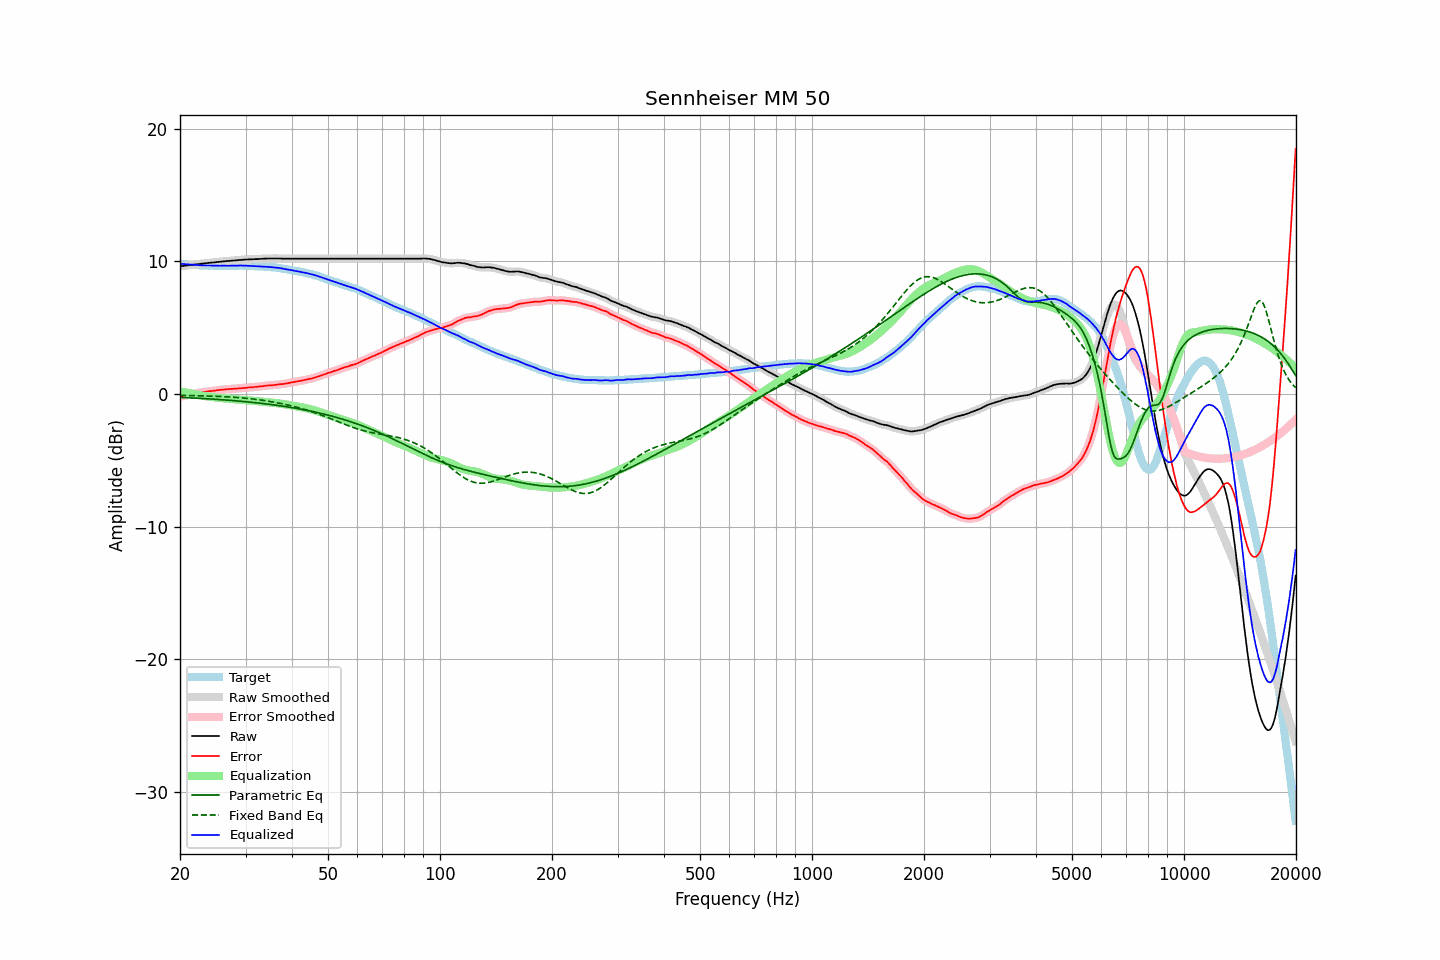 Sennheiser MM 50
20
10
0
−10
−20
−30
Amplitude (dBr)
Target
Raw Smoothed
Error Smoothed
Raw
Error
Equalization
Parametric Eq
Fixed Band Eq
Equalized
20 50 100 200 500 1000 2000 5000 10000 20000
Frequency (Hz)